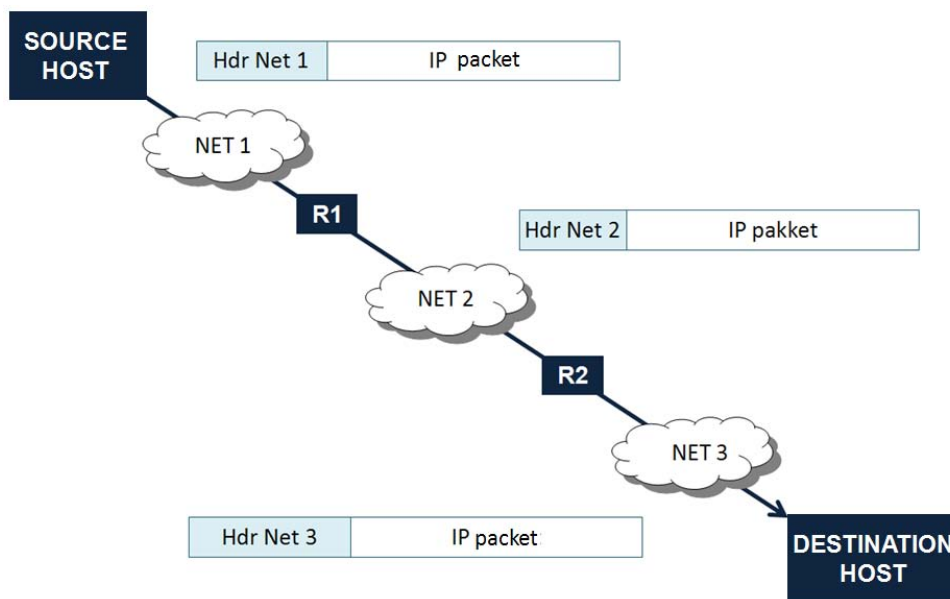 SOURCE
HOST
Hdr Net 1
IP packet
NET 1
R1
Hdr Net 2
IP pakket
NET 2
R2
NET 3
Hdr Net 3
IP packet
DESTINATION
HOST